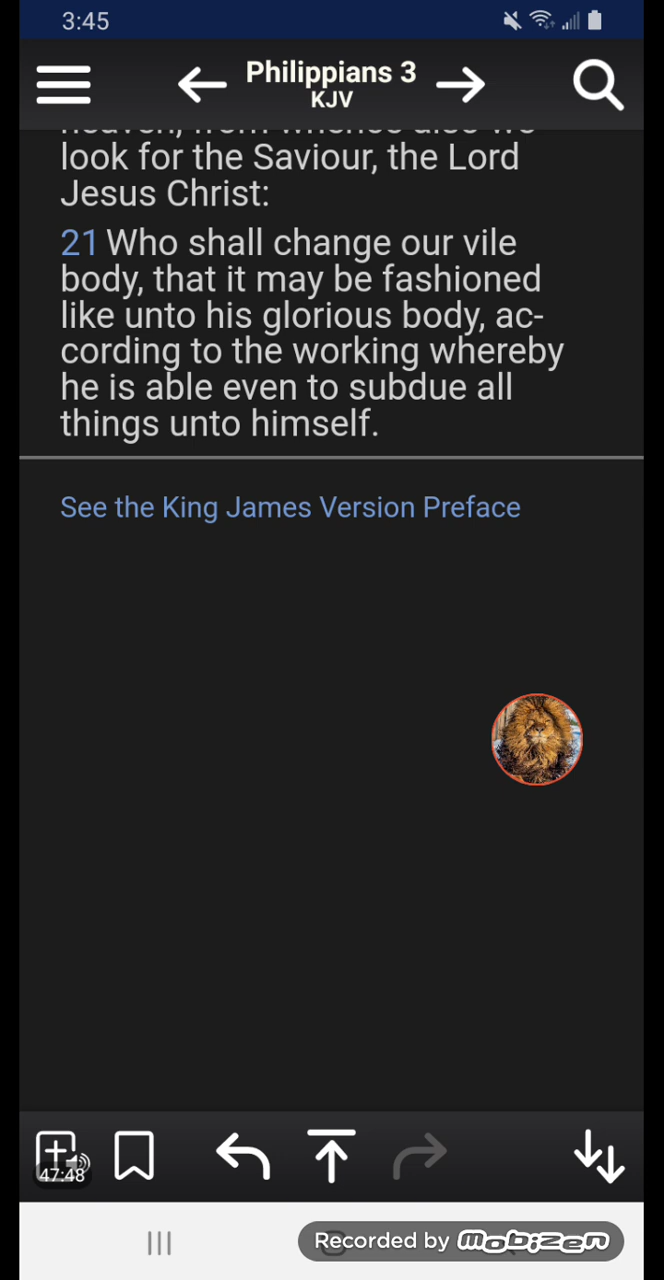 3:45
Philippians 3
KJV
look for the Saviour, the Lord
Jesus Christ:
21 Who shall change our vile
body, that it may be fashioned
like unto his glorious body, ac-
cording to the working whereby
he is able even to subdue all
things unto himself.
See the King James Version Preface
47:48
Recorded by mobizen